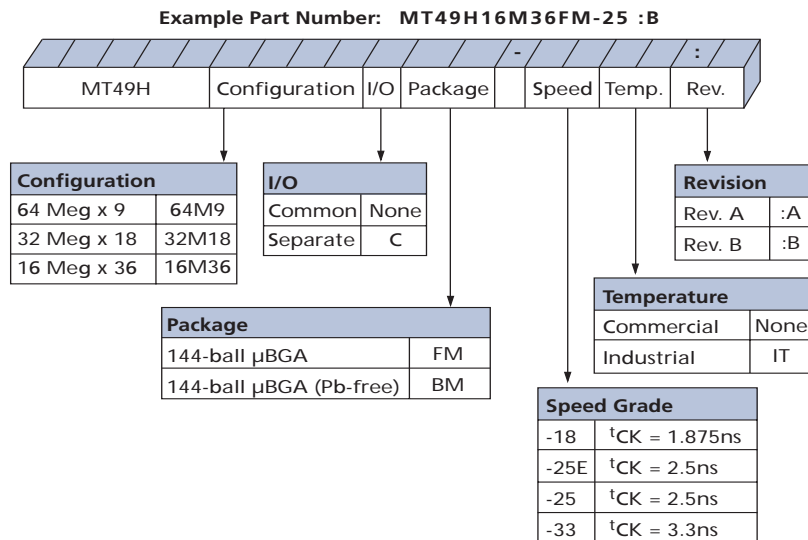 Example Part Number: MT49H16M36FM-25 :B
- :
MT49H Configuration I/O Package Speed Temp. Rev.
Configuration
64 Meg x 9 64M9
32 Meg x 18 32M18
16 Meg x 36 16M36
I/O
Common None
Separate C
Revision
Rev. A :A
Rev. B :B
Temperature
Commercial None
Industrial IT
Package
144-ball µBGA FM
144-ball µBGA (Pb-free) BM
Speed Grade
-18 tCK = 1.875ns
-25E tCK = 2.5ns
-25 tCK = 2.5ns
-33 tCK = 3.3ns